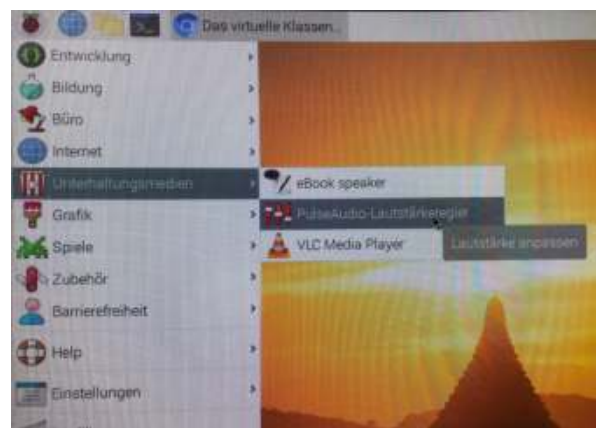 Das virtuelle Klassen...
Entwicklung
Bildung
Büro
Internet
Unterhaltungsmedien
eBook speaker
Grafik
PulseAudio-Lautstärkeregler
Spiele
VLC Media Player
Lautstärke anpassen
Zubehör
Barrierefreiheit
Help
Einstellungen